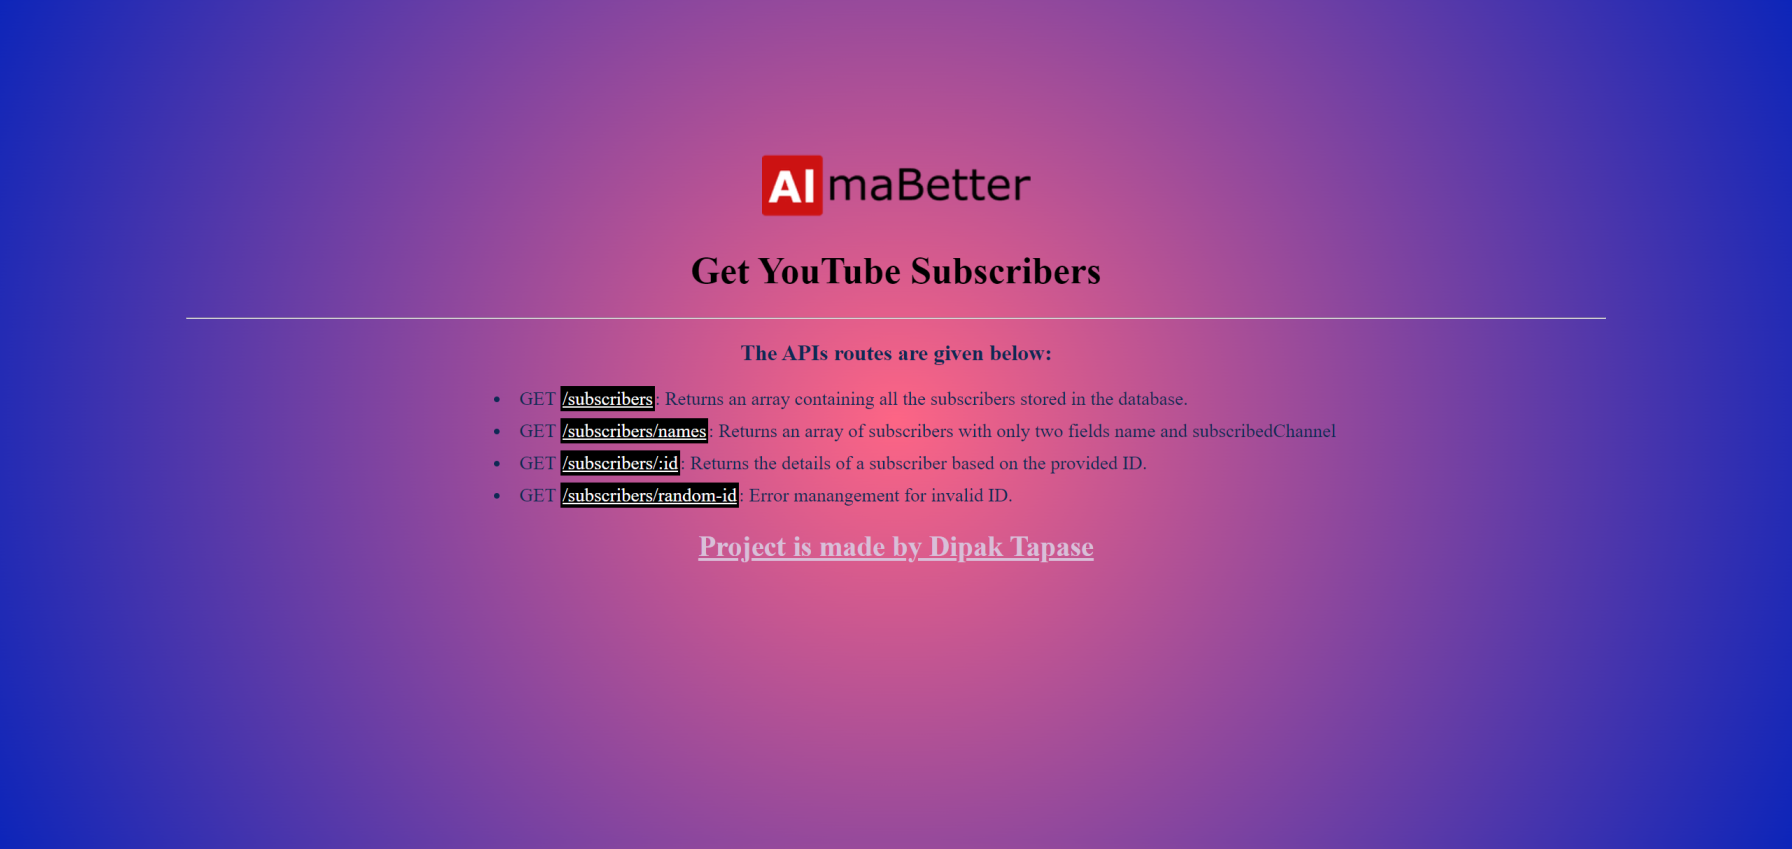 AlmaBetter
Get YouTube Subscribers
The APIs routes are given below:
• GET /subscribers: Returns an array containing all the subscribers stored in the database.
• GET /subscribers/names: Returns an array of subscribers with only two fields name and subscribedChannel
• GET /subscribers/:id: Returns the details of a subscriber based on the provided ID.
• GET /subscribers/random-id: Error manangement for invalid ID.
Project is made by Dipak Tapase